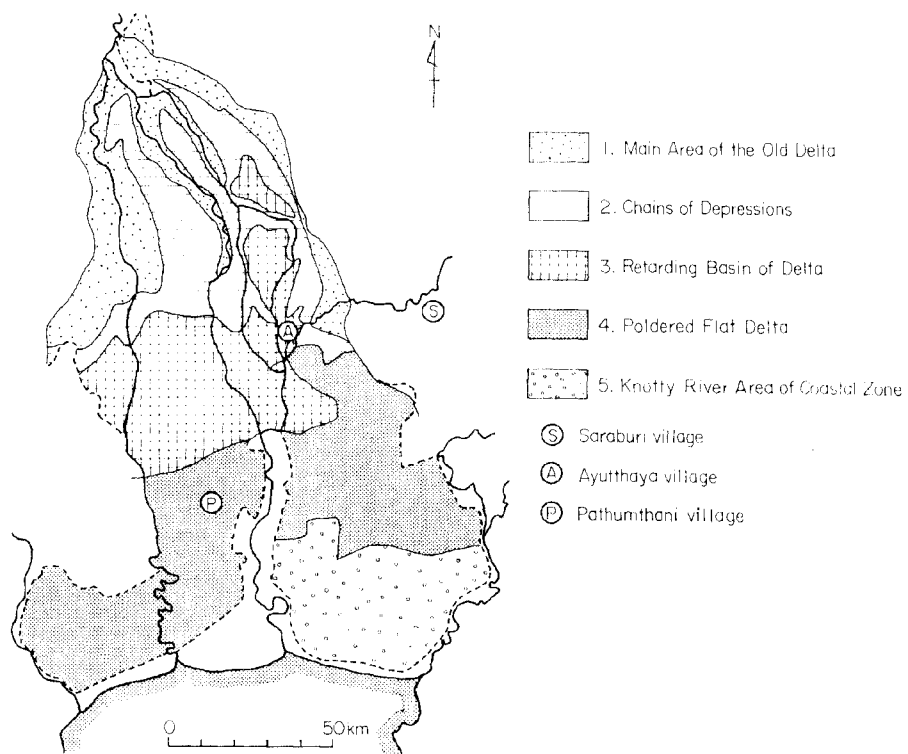 N
1. Main Area of the Old Delta
2. Chains of Depressions
3. Retarding Basin of Delta
4. Poldered Flat Delta
5. Knotty River Area of Coastal Zone
S Saraburi village
A Ayutthaya village
P Pathumthani village
S
A
P
0 50km